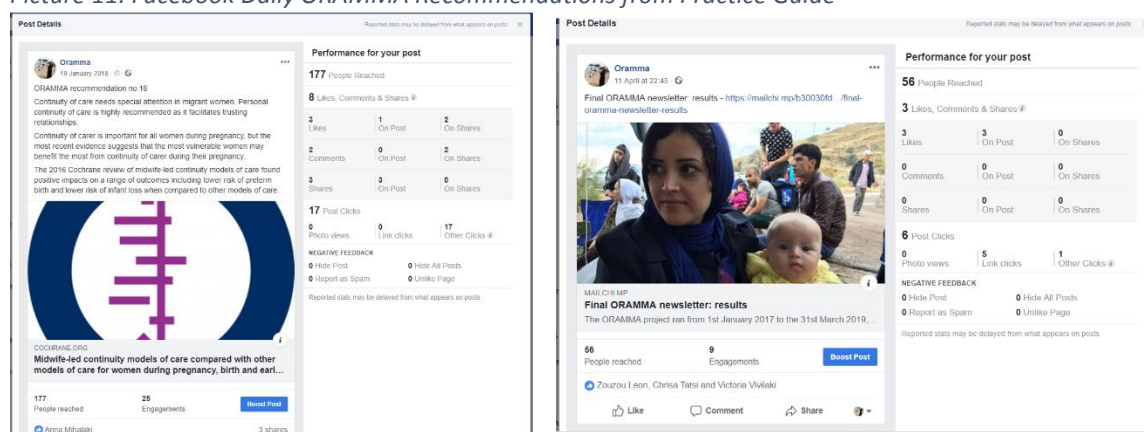 Picture 11: Facebook Daily ORAMMA Recommendations from Practice Guide
Post Details
Reported stats may be delayed from what appears on posts
Oramma
19 January 2018
ORAMMA recommendation no 18
Continuity of care needs special attention in migrant women. Personal
continuity of care is highly recommended as it facilitates trusting
relationships.
Continuity of carer is important for all women during pregnancy, but the
most recent evidence suggests that the most vulnerable women may
benefit the most from continuity of carer during their pregnancy.
The 2016 Cochrane review of midwife-led continuity models of care found
positive impacts on a range of outcomes including lower risk of preterm
birth and lower risk of infant loss when compared to other models of care
COCHRANE.ORG
Midwife-led continuity models of care compared with other
models of care for women during pregnancy, birth and earl...
177 25
People reached Engagements Boost Post
Anna Mihalaki 3 shares
Performance for your post
177 People Reached
8 Likes, Comments & Shares
3 1 2
Likes On Post On Shares
2 0 2
Comments On Post On Shares
3 3 0
Shares On Post On Shares
17 Post Clicks
0 0 17
Photo views Link clicks Other Clicks
NEGATIVE FEEDBACK
0 Hide Post 0 Hide All Posts
0 Report as Spam 0 Unlike Page
Reported stats may be delayed from what appears on posts
Post Details
Reported stats may be delayed from what appears on posts
Oramma
11 April at 22:45
Final ORAMMA newsletter: results - https://mailchi.mp/b30030fd.../final-
oramma-newsletter-results
MAILCHI.MP
Final ORAMMA newsletter: results
The ORAMMA project ran from 1st January 2017 to the 31st March 2019,...
56 9
People reached Engagements Boost Post
Zouzou Leon, Chrisa Tatsi and Victoria Vivilaki
Like Comment Share
Performance for your post
56 People Reached
3 Likes, Comments & Shares
3 3 0
Likes On Post On Shares
0 0 0
Comments On Post On Shares
0 0 0
Shares On Post On Shares
6 Post Clicks
0 5 1
Photo views Link clicks Other Clicks
NEGATIVE FEEDBACK
0 Hide Post 0 Hide All Posts
0 Report as Spam 0 Unlike Page
Reported stats may be delayed from what appears on posts